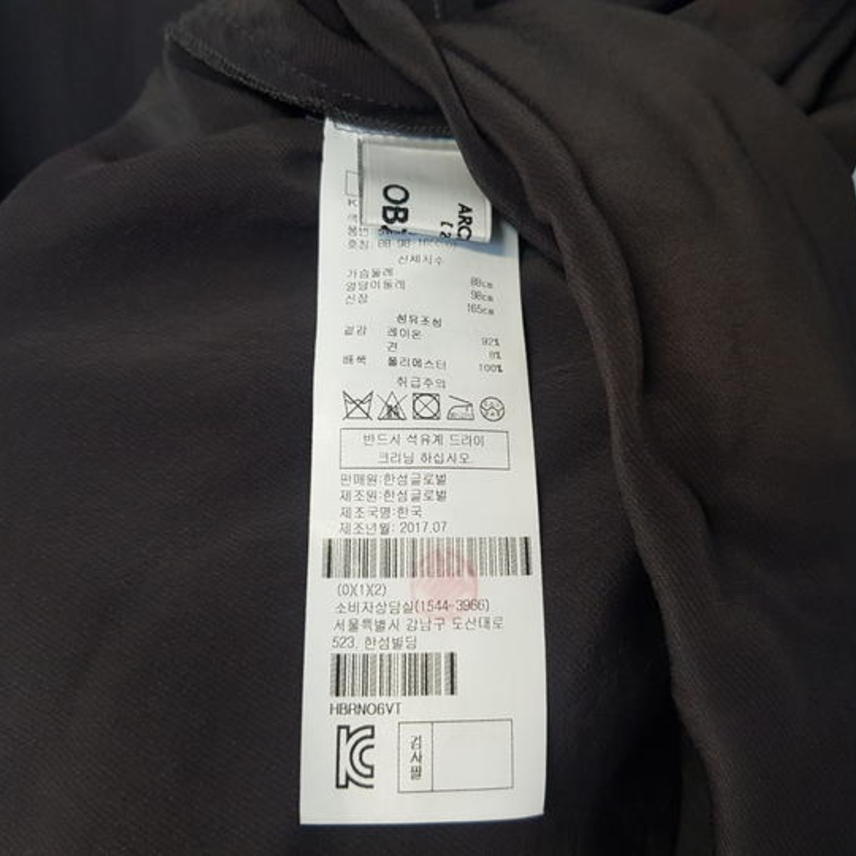 OB
ARC
신체치수
가슴둘레 88cm
엉덩이둘레 98cm
신장 165cm
섬유조성
겉감 레이온 92%
견 8%
배색 폴리에스터 100%
취급주의
반드시 석유계 드라이
크리닝 하십시오.
판매원:한섬글로벌
제조원:한섬글로벌
제조국명:한국
제조년월: 2017.07
(0)(1)(2)
소비자상담실(1544-3966)
서울특별시 강남구 도산대로
523, 한섬빌딩
HBRNO6VT
KC
검사필